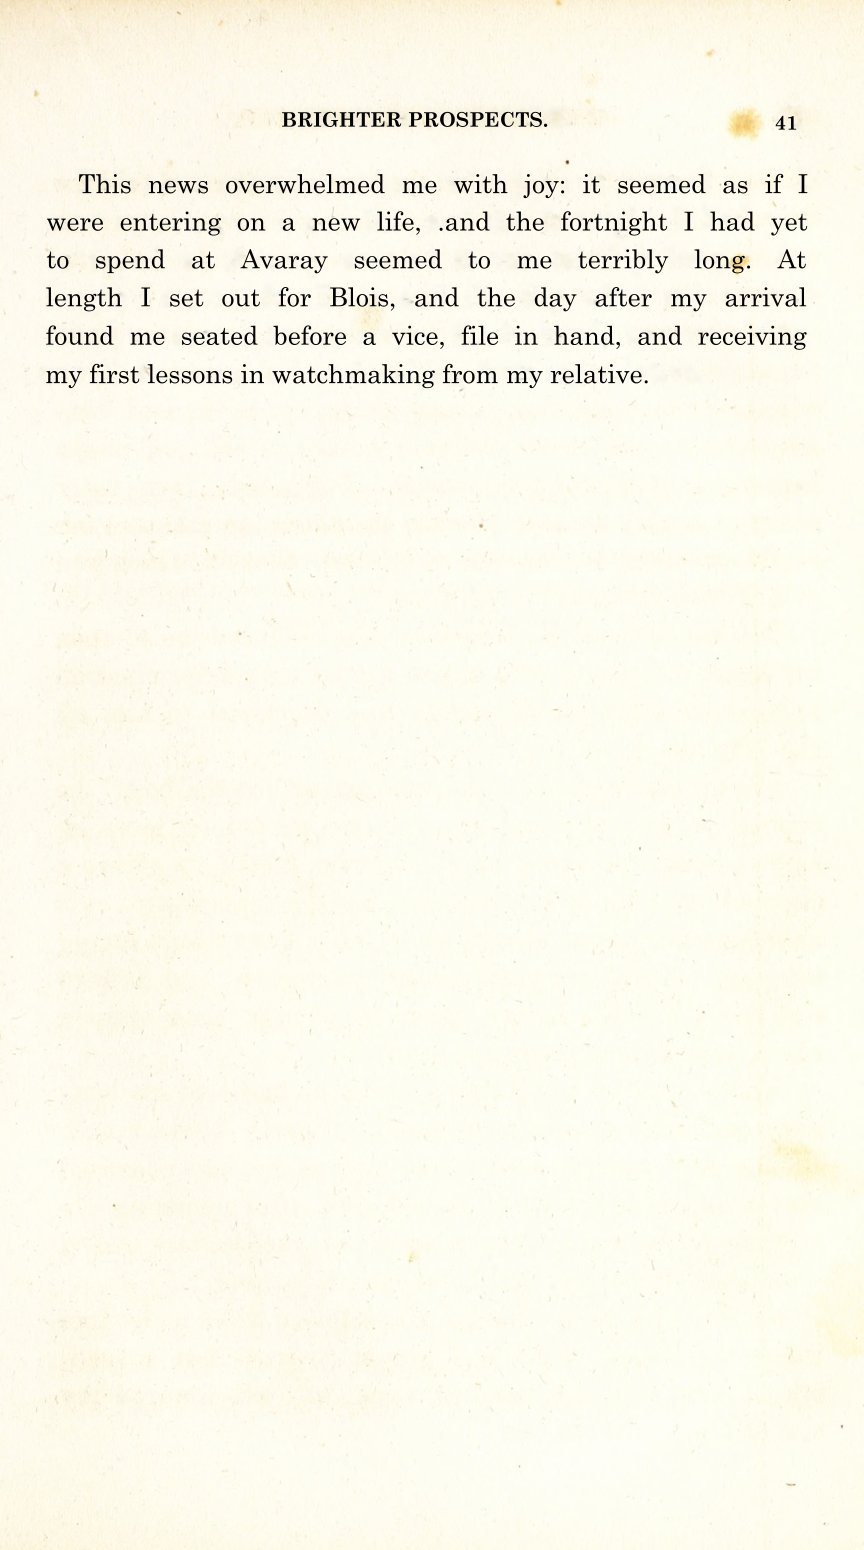 BRIGHTER PROSPECTS.
41
This news overwhelmed me with joy: it seemed as if I
were entering on a new life, .and the fortnight I had yet
to spend at Avaray seemed to me terribly long. At
length I set out for Blois, and the day after my arrival
found me seated before a vice, file in hand, and receiving
my first lessons in watchmaking from my relative.